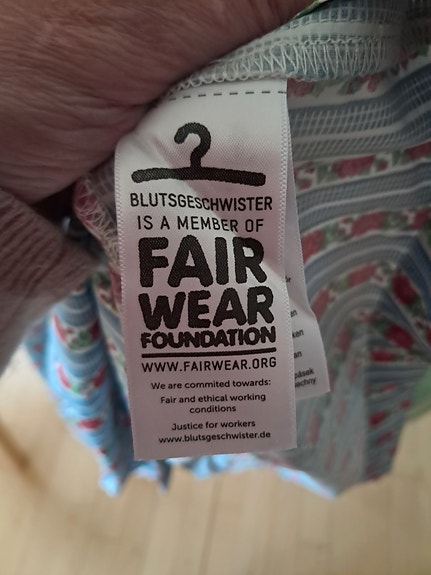 BLUTSGESCHWISTER
IS A MEMBER OF
FAIR
WEAR
FOUNDATION
WWW.FAIRWEAR.ORG
We are commited towards:
Fair and ethical working
conditions
Justice for workers
www.blutsgeschwister.de